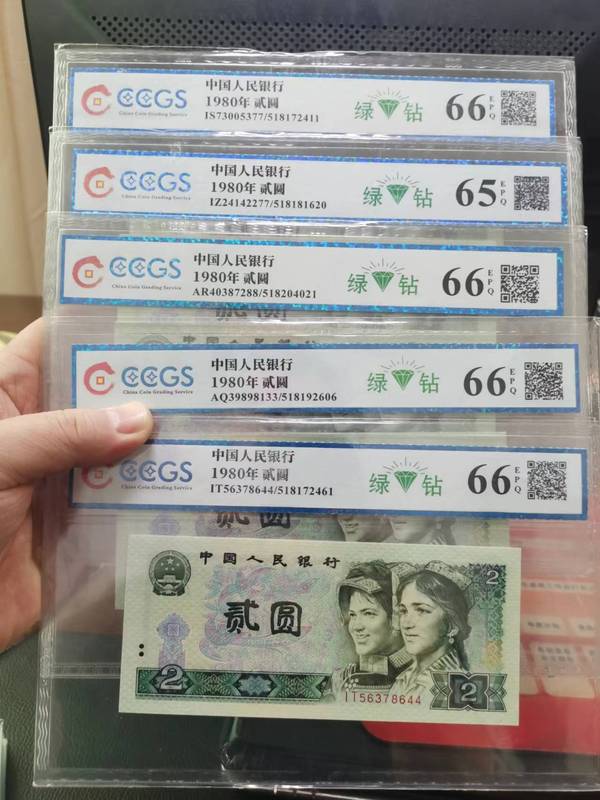 CCGS
China Coin Grading Service
中国人民银行
1980年 贰圆
IS73005377/518172411
绿 钻
66 EPQ
CCGS
China Coin Grading Service
中国人民银行
1980年 贰圆
IZ24142277/518181620
绿 钻
65 EPQ
CCGS
China Coin Grading Service
中国人民银行
1980年 贰圆
AR40387288/518204021
绿 钻
66 EPQ
CCGS
China Coin Grading Service
中国人民银行
1980年 贰圆
AQ39898133/518192606
绿 钻
66 EPQ
CCGS
China Coin Grading Service
中国人民银行
1980年 贰圆
IT56378644/518172461
绿 钻
66 EPQ
贰圆
中国人民银行
2
贰圆
2
IT56378644
2